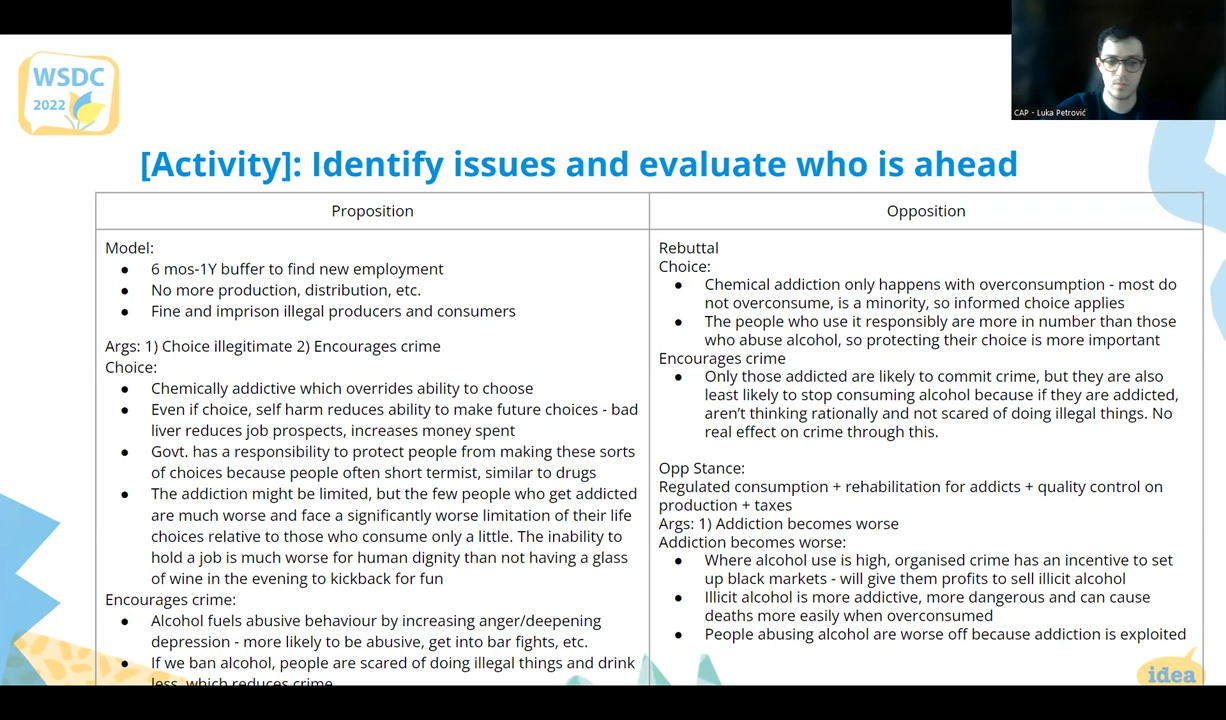 WSDC
2022
CAP - Luka Petrović
[Activity]: Identify issues and evaluate who is ahead
Proposition
Model:
● 6 mos-1Y buffer to find new employment
● No more production, distribution, etc.
● Fine and imprison illegal producers and consumers
Args: 1) Choice illegitimate 2) Encourages crime
Choice:
● Chemically addictive which overrides ability to choose
● Even if choice, self harm reduces ability to make future choices - bad
liver reduces job prospects, increases money spent
● Govt. has a responsibility to protect people from making these sorts
of choices because people often short termist, similar to drugs
● The addiction might be limited, but the few people who get addicted
are much worse and face a significantly worse limitation of their life
choices relative to those who consume only a little. The inability to
hold a job is much worse for human dignity than not having a glass
of wine in the evening to kickback for fun
Encourages crime:
● Alcohol fuels abusive behaviour by increasing anger/deepening
depression - more likely to be abusive, get into bar fights, etc.
● If we ban alcohol, people are scared of doing illegal things and drink
less, which reduces crime
Opposition
Rebuttal
Choice:
● Chemical addiction only happens with overconsumption - most do
not overconsume, is a minority, so informed choice applies
● The people who use it responsibly are more in number than those
who abuse alcohol, so protecting their choice is more important
Encourages crime
● Only those addicted are likely to commit crime, but they are also
least likely to stop consuming alcohol because if they are addicted,
aren't thinking rationally and not scared of doing illegal things. No
real effect on crime through this.
Opp Stance:
Regulated consumption + rehabilitation for addicts + quality control on
production + taxes
Args: 1) Addiction becomes worse
Addiction becomes worse:
● Where alcohol use is high, organised crime has an incentive to set
up black markets - will give them profits to sell illicit alcohol
● Illicit alcohol is more addictive, more dangerous and can cause
deaths more easily when overconsumed
● People abusing alcohol are worse off because addiction is exploited
idea